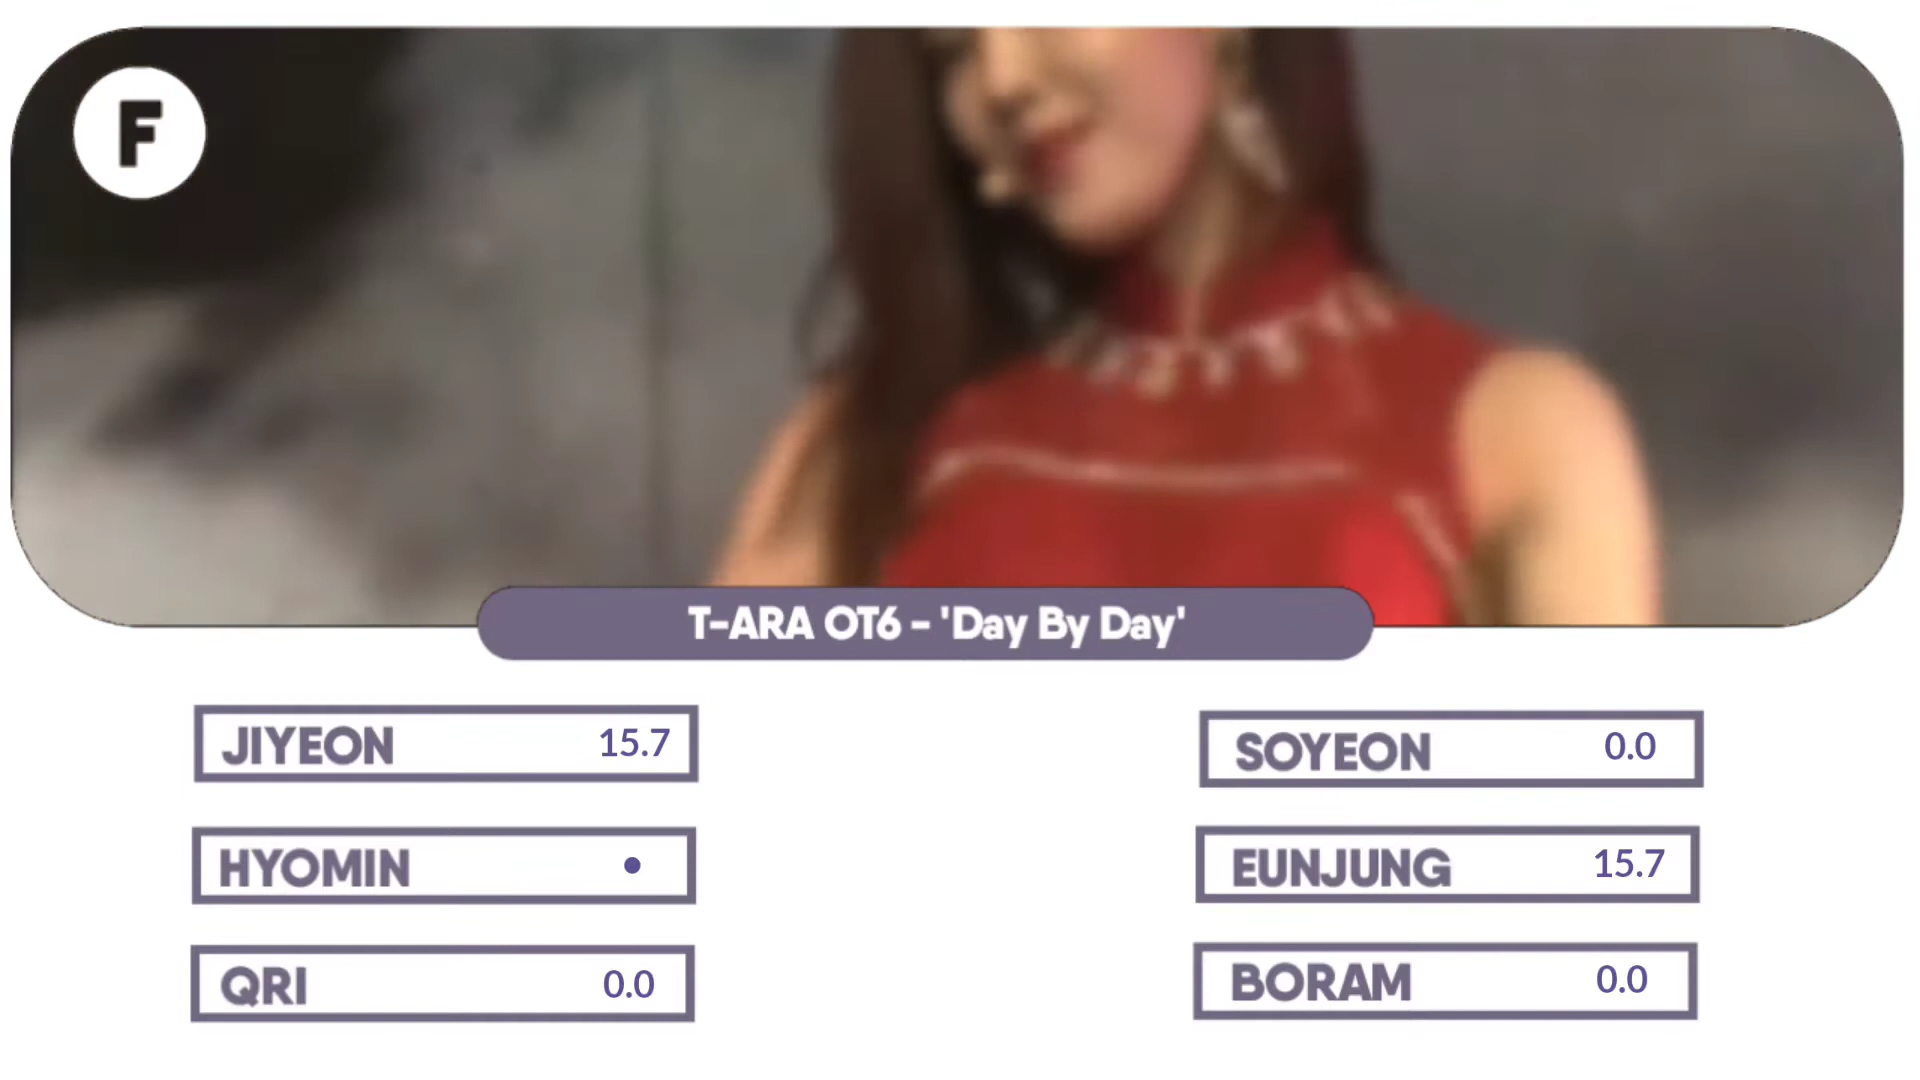 F
T-ARA OT6 - 'Day By Day'
JIYEON 15.7
SOYEON 0.0
HYOMIN •
EUNJUNG 15.7
QRI 0.0
BORAM 0.0